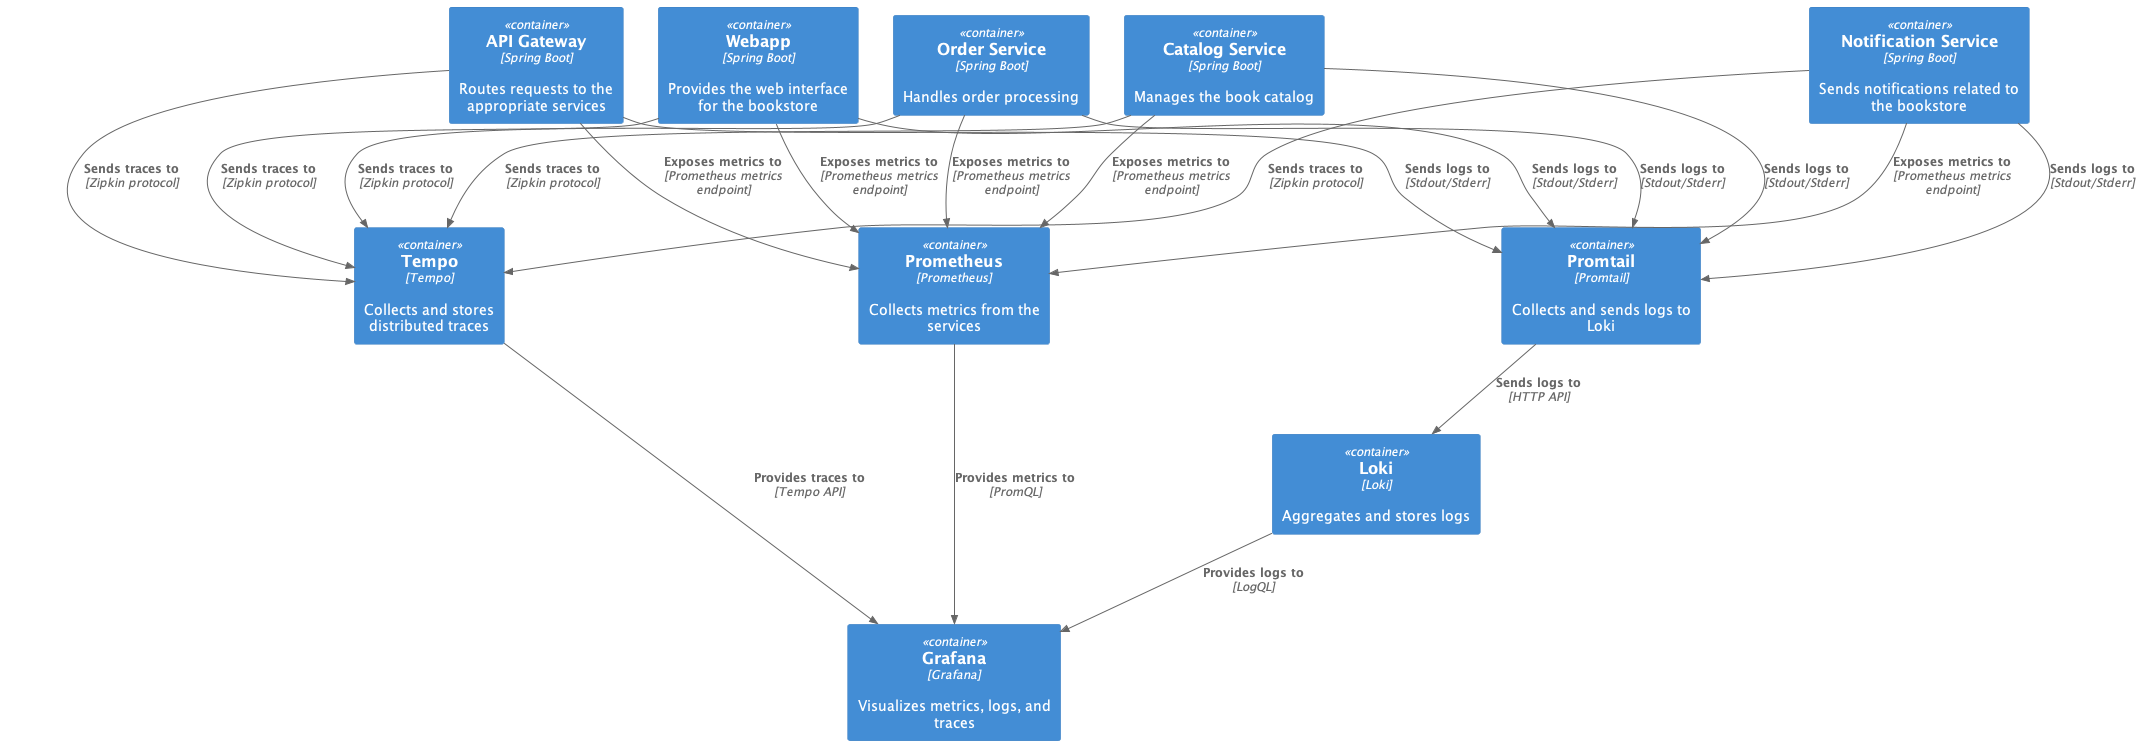 «container»
API Gateway
[Spring Boot]
Routes requests to the
appropriate services
«container»
Webapp
[Spring Boot]
Provides the web interface
for the bookstore
«container»
Order Service
[Spring Boot]
Handles order processing
«container»
Catalog Service
[Spring Boot]
Manages the book catalog
«container»
Notification Service
[Spring Boot]
Sends notifications related to
the bookstore
Sends traces to
[Zipkin protocol]
Sends traces to
[Zipkin protocol]
Sends traces to
[Zipkin protocol]
Sends traces to
[Zipkin protocol]
Exposes metrics to
[Prometheus metrics
endpoint]
Exposes metrics to
[Prometheus metrics
endpoint]
Exposes metrics to
[Prometheus metrics
endpoint]
Exposes metrics to
[Prometheus metrics
endpoint]
Sends traces to
[Zipkin protocol]
Sends logs to
[Stdout/Stderr]
Sends logs to
[Stdout/Stderr]
Sends logs to
[Stdout/Stderr]
Sends logs to
[Stdout/Stderr]
Exposes metrics to
[Prometheus metrics
endpoint]
Sends logs to
[Stdout/Stderr]
«container»
Tempo
[Tempo]
Collects and stores
distributed traces
«container»
Prometheus
[Prometheus]
Collects metrics from the
services
«container»
Promtail
[Promtail]
Collects and sends logs to
Loki
Sends logs to
[HTTP API]
«container»
Loki
[Loki]
Aggregates and stores logs
Provides traces to
[Tempo API]
Provides metrics to
[PromQL]
Provides logs to
[LogQL]
«container»
Grafana
[Grafana]
Visualizes metrics, logs, and
traces